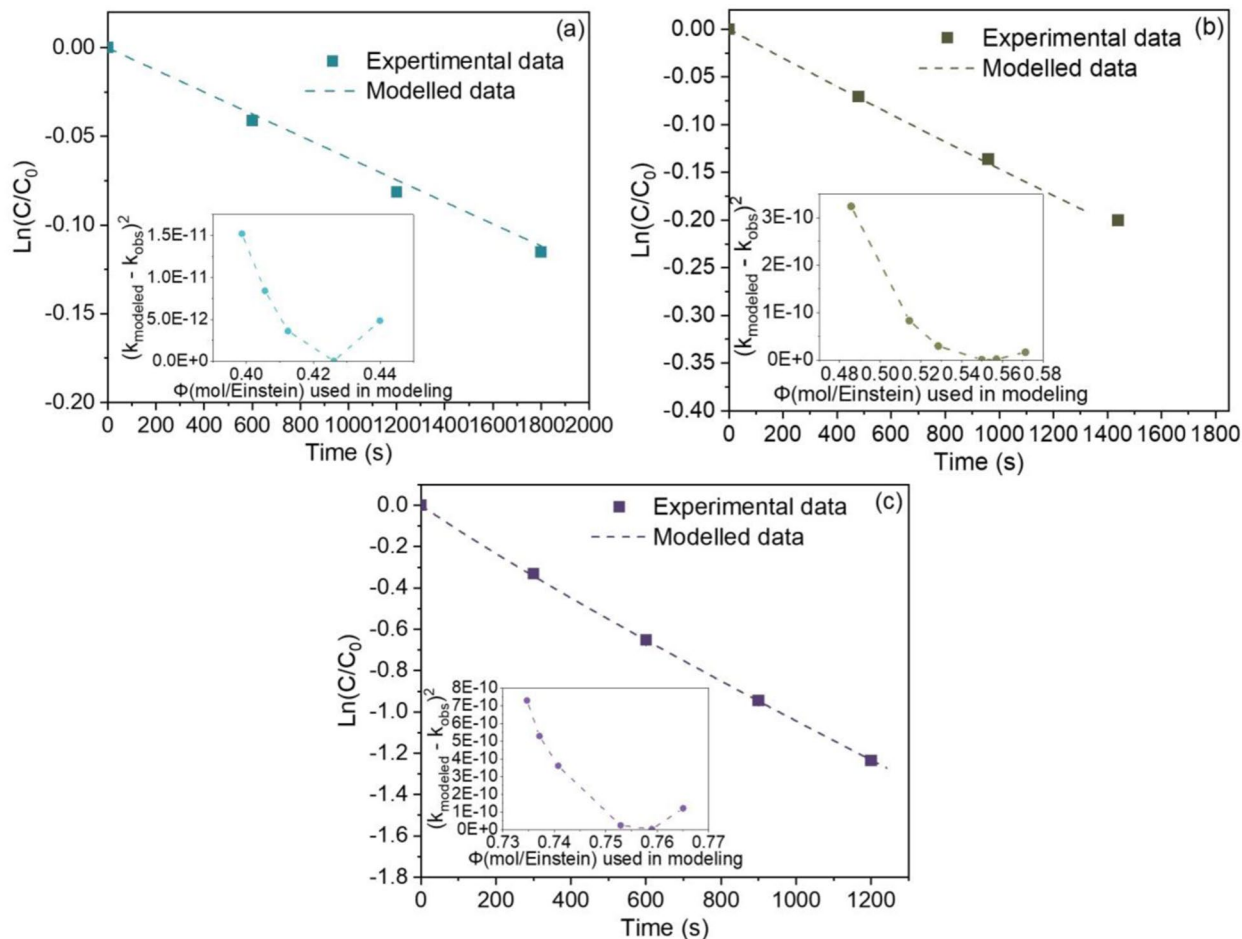 (a)
Expertimental data
Modelled data
Ln(C/C0)
0.00
-0.05
-0.10
-0.15
-0.20
(kmodeled - kobs)2
1.5E-11
1.0E-11
5.0E-12
0.0E+0
0.40 0.42 0.44
Φ(mol/Einstein) used in modeling
0 200 400 600 800 1000 1200 1400 1600 1800 2000
Time (s)
(b)
Experimental data
Modelled data
Ln(C/C0)
0.00
-0.05
-0.10
-0.15
-0.20
-0.25
-0.30
-0.35
-0.40
(kmodeled - kobs)2
3E-10
2E-10
1E-10
0E+0
0.48 0.50 0.52 0.54 0.56 0.58
Φ(mol/Einstein) used in modeling
0 200 400 600 800 1000 1200 1400 1600 1800
Time (s)
(c)
Experimental data
Modelled data
Ln(C/C0)
0.0
-0.2
-0.4
-0.6
-0.8
-1.0
-1.2
-1.4
-1.6
-1.8
(kmodeled - kobs)2
8E-10
7E-10
6E-10
5E-10
4E-10
3E-10
2E-10
1E-10
0E+0
0.73 0.74 0.75 0.76 0.77
Φ(mol/Einstein) used in modeling
0 200 400 600 800 1000 1200
Time (s)